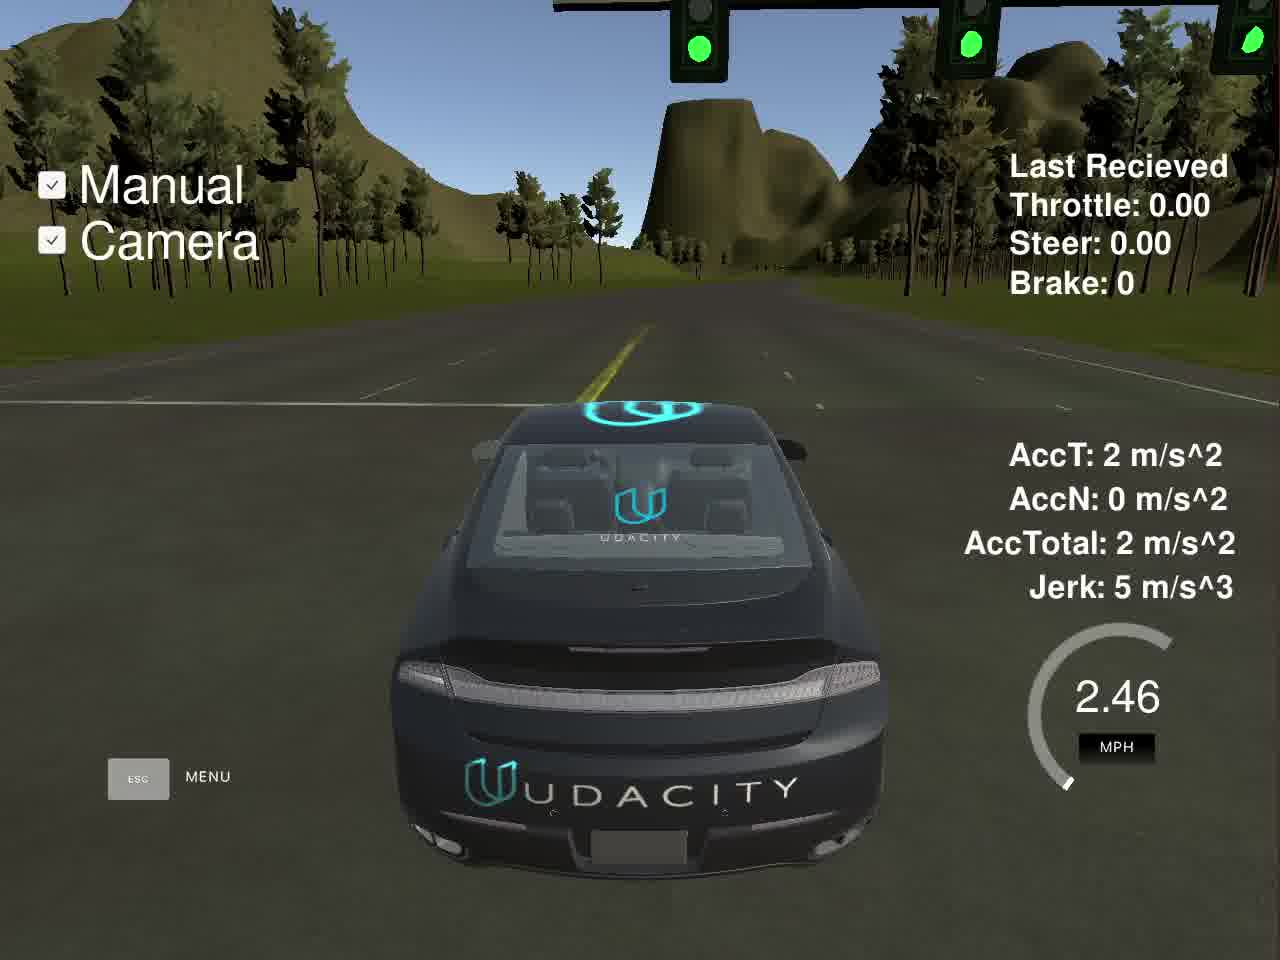 Manual
Camera
Last Recieved
Throttle: 0.00
Steer: 0.00
Brake: 0
AccT: 2 m/s^2
AccN: 0 m/s^2
AccTotal: 2 m/s^2
Jerk: 5 m/s^3
UDACITY
2.46
MPH
ESC
MENU
UDACITY